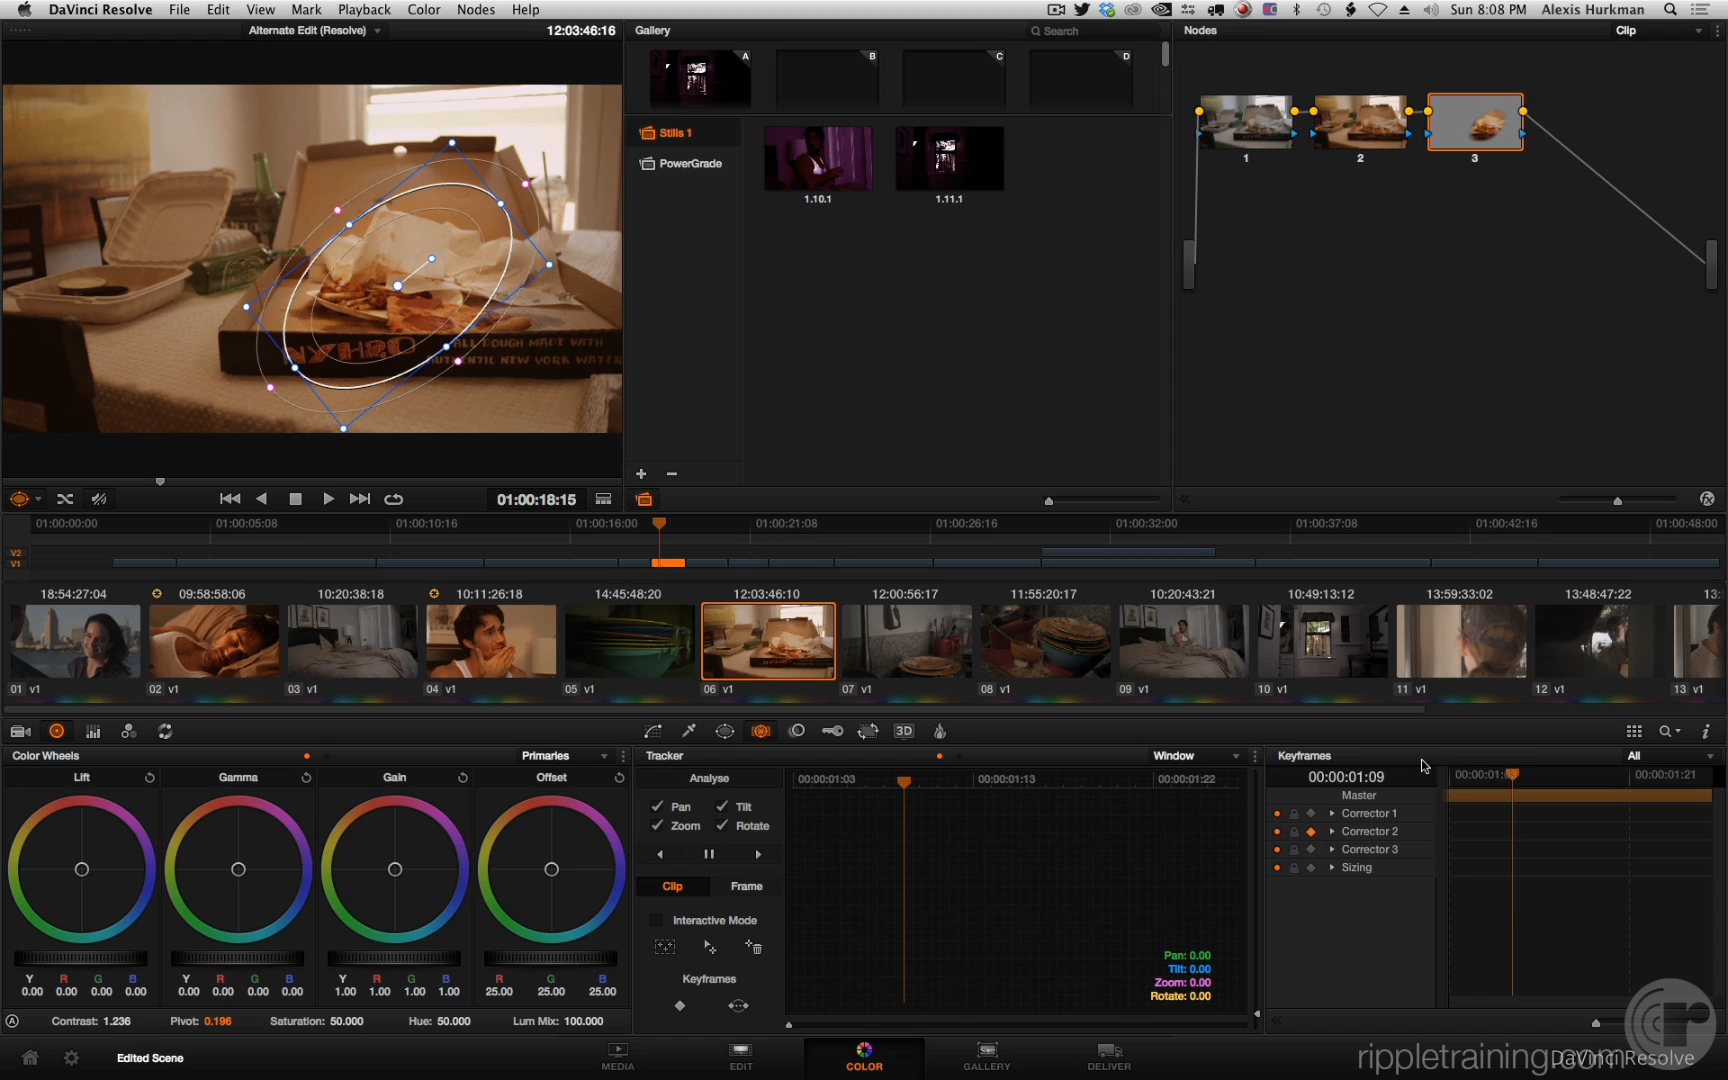 DaVinci Resolve File Edit View Mark Playback Color Nodes Help Sun 8:08 PM Alexis Hurkman
Alternate Edit (Resolve) 12:03:46:16 Gallery Search Nodes Clip
A B C D
Stills 1
PowerGrade
1.10.1 1.11.1
1 2 3
ALL DOUGH MADE WITH
AUTHENTIC NEW YORK WATER
01:00:18:15
01:00:00:00 01:00:05:08 01:00:10:16 01:00:16:00 01:00:21:08 01:00:26:16 01:00:32:00 01:00:37:08 01:00:42:16 01:00:48:00
V2
V1
18:54:27:04 09:58:58:06 10:20:38:18 10:11:26:18 14:45:48:20 12:03:46:10 12:00:56:17 11:55:20:17 10:20:43:21 10:49:13:12 13:59:33:02 13:48:47:22 13:
01 V1 02 V1 03 V1 04 V1 05 V1 06 V1 07 V1 08 V1 09 V1 10 V1 11 V1 12 V1 13 V1
3D
Color Wheels Primaries Tracker Window Keyframes All
Lift Gamma Gain Offset
Analyse
Pan Tilt
Zoom Rotate
Clip Frame
Interactive Mode
Keyframes
00:00:01:03 00:00:01:13 00:00:01:22
Pan: 0.00
Tilt: 0.00
Zoom: 0.00
Rotate: 0.00
00:00:01:09 00:00:01:21
Master
Corrector 1
Corrector 2
Corrector 3
Sizing
Y R G B Y R G B Y R G B R G B
0.00 0.00 0.00 0.00 0.00 0.00 0.00 0.00 1.00 1.00 1.00 1.00 25.00 25.00 25.00
A Contrast: 1.236 Pivot: 0.196 Saturation: 50.000 Hue: 50.000 Lum Mix: 100.000
Edited Scene MEDIA EDIT COLOR GALLERY DELIVER
rippletraining.com
DaVinci Resolve